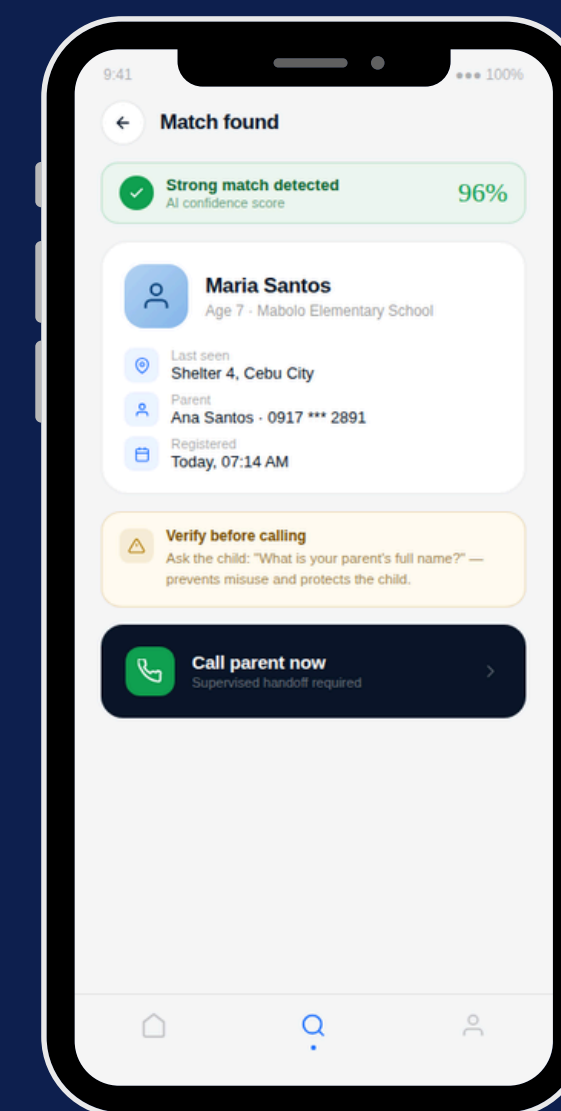 9:41
●●● 100%
Match found
Strong match detected
AI confidence score
96%
Maria Santos
Age 7 · Mabolo Elementary School
Last seen
Shelter 4, Cebu City
Parent
Ana Santos · 0917 *** 2891
Registered
Today, 07:14 AM
Verify before calling
Ask the child: "What is your parent's full name?" —
prevents misuse and protects the child.
Call parent now
Supervised handoff required